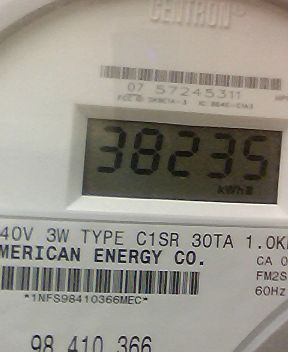 CENTRON®
07 57245311
38235
kWh
40V 3W TYPE C1SR 30TA 1.0K
MERICAN ENERGY CO.
CA 0
FM2S
*1NFS98410366MEC*
60Hz
98 410 366